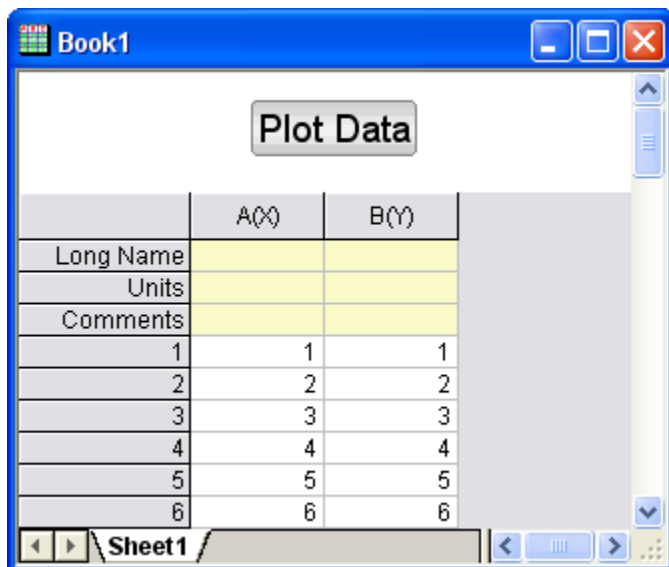 Book1
Plot Data
A(X) B(Y)
Long Name
Units
Comments
1 1 1
2 2 2
3 3 3
4 4 4
5 5 5
6 6 6
Sheet1